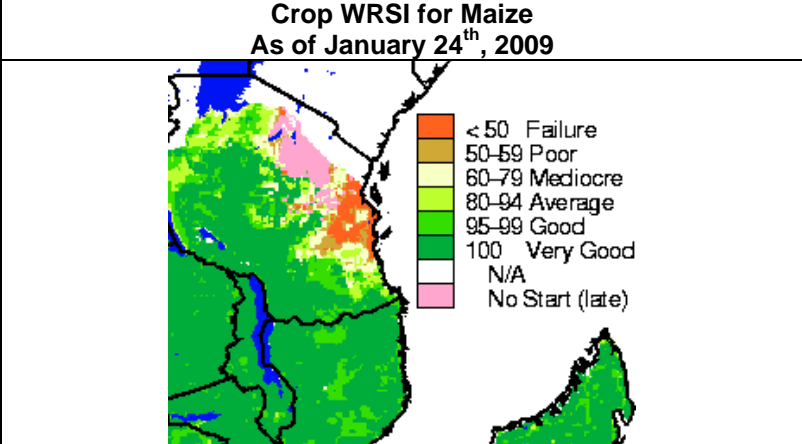 Crop WRSI for Maize
As of January 24th, 2009
<50 Failure
50-59 Poor
60-79 Mediocre
80-94 Average
95-99 Good
100 Very Good
N/A
No Start (late)